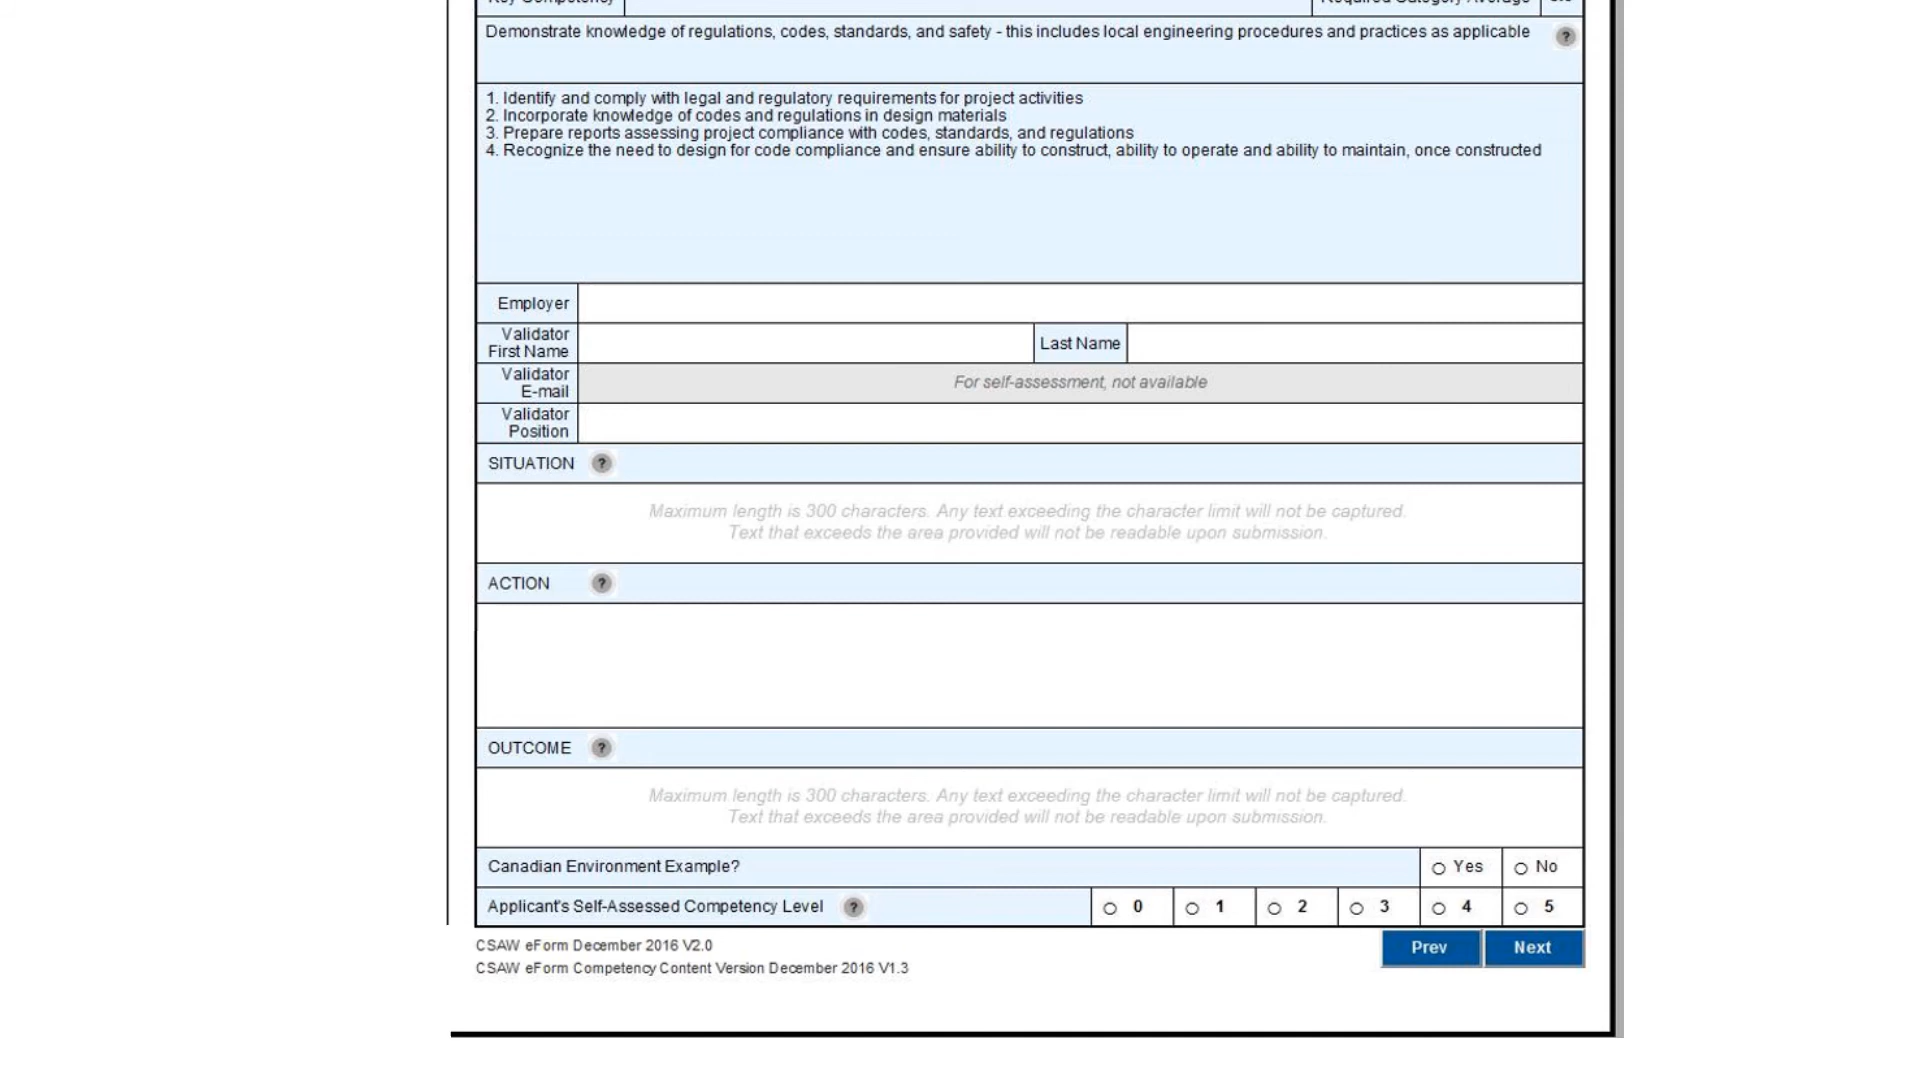 Key Competency
Required Category Average
Demonstrate knowledge of regulations, codes, standards, and safety - this includes local engineering procedures and practices as applicable
?
1. Identify and comply with legal and regulatory requirements for project activities
2. Incorporate knowledge of codes and regulations in design materials
3. Prepare reports assessing project compliance with codes, standards, and regulations
4. Recognize the need to design for code compliance and ensure ability to construct, ability to operate and ability to maintain, once constructed
Employer
Validator
First Name
Last Name
Validator
E-mail
For self-assessment, not available
Validator
Position
SITUATION ?
Maximum length is 300 characters. Any text exceeding the character limit will not be captured.
Text that exceeds the area provided will not be readable upon submission.
ACTION ?
OUTCOME ?
Maximum length is 300 characters. Any text exceeding the character limit will not be captured.
Text that exceeds the area provided will not be readable upon submission.
Canadian Environment Example? Yes No
Applicant's Self-Assessed Competency Level ? 0 1 2 3 4 5
CSAW eForm December 2016 V2.0
Prev Next
CSAW eForm Competency Content Version December 2016 V1.3